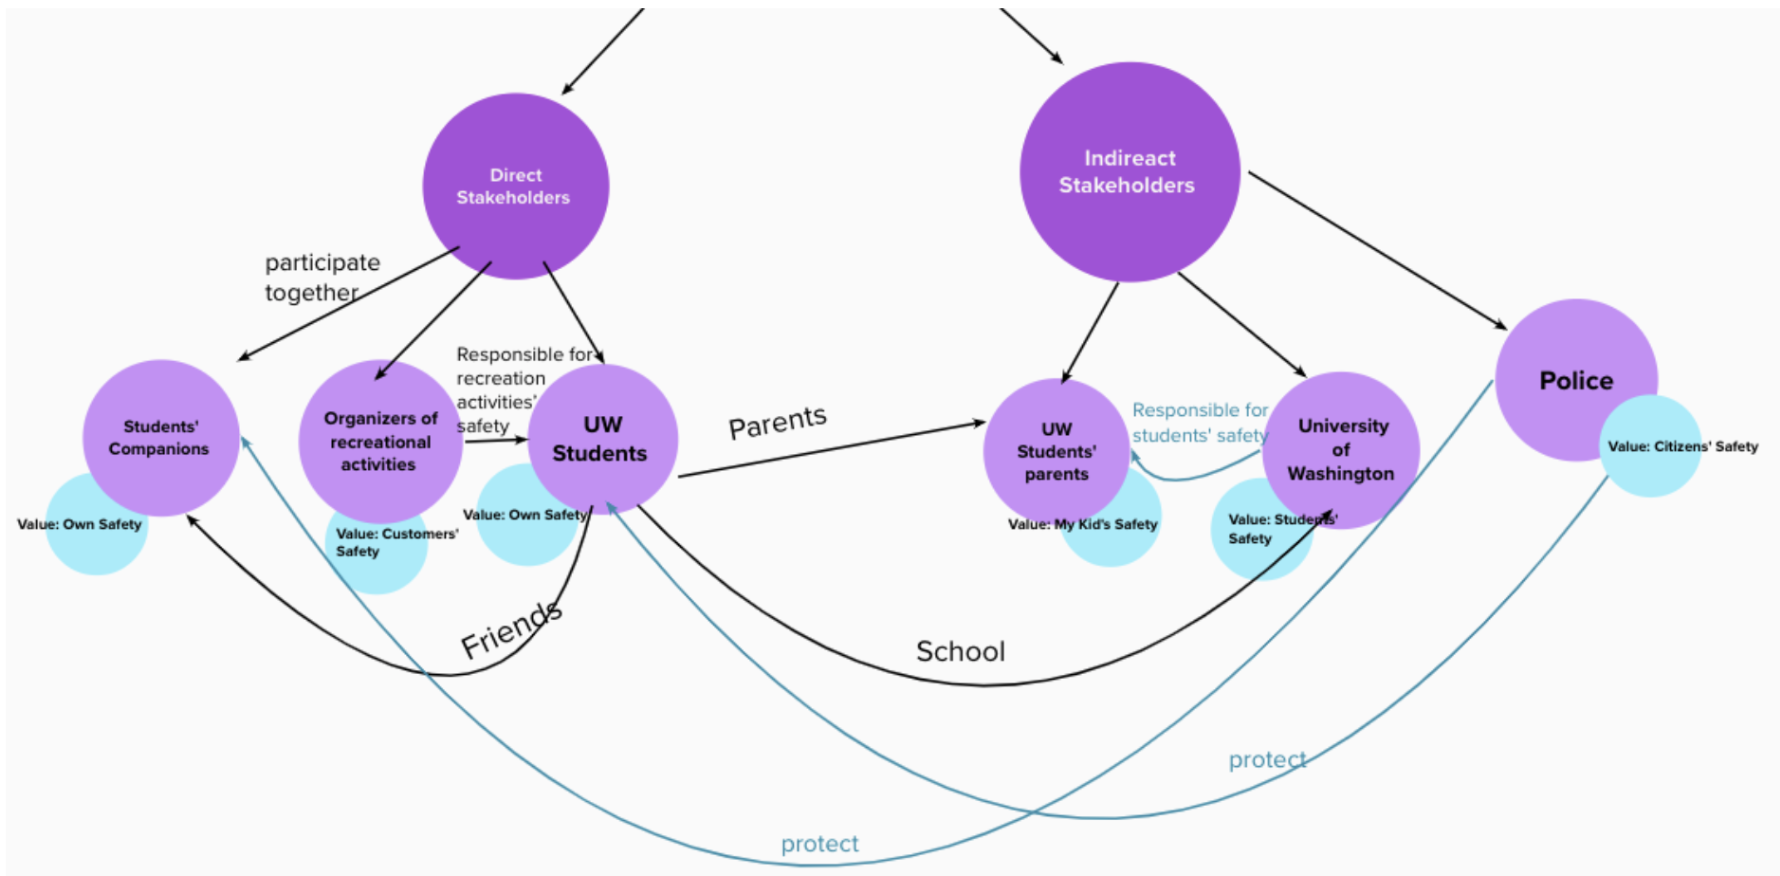 Direct
Stakeholders
Indireact
Stakeholders
participate
together
Responsible for
recreation
activities'
safety
Students'
Companions
Organizers of
recreational
activities
UW
Students
Parents
UW
Students'
parents
Responsible for
students' safety
University
of
Washington
Police
Value: Citizens' Safety
Value: Own Safety
Value: Customers'
Safety
Value: Own Safety
Value: My Kid's Safety
Value: Students'
Safety
Friends
School
protect
protect